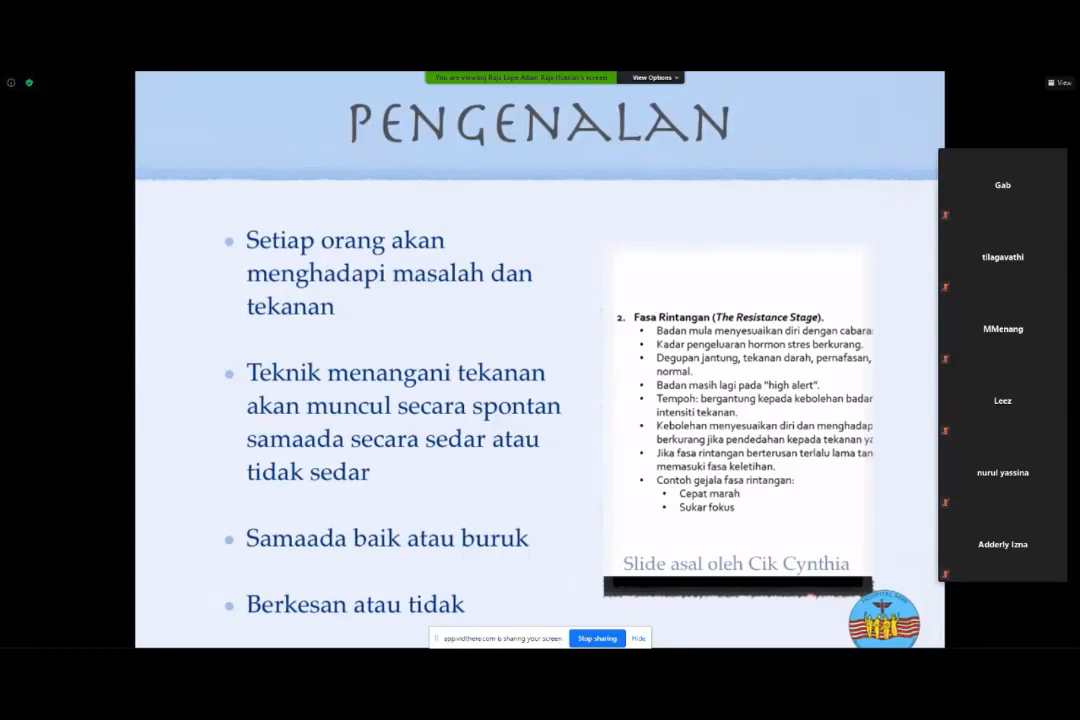 You are viewing Raja Lope Adam Raja Husnian's screen
View Options
View
PENGENALAN
Setiap orang akan
menghadapi masalah dan
tekanan
Teknik menangani tekanan
akan muncul secara spontan
samaada secara sedar atau
tidak sedar
Samaada baik atau buruk
Berkesan atau tidak
2. Fasa Rintangan (The Resistance Stage).
Badan mula menyesuaikan diri dengan cabara
Kadar pengeluaran hormon stres berkurang.
Degupan jantung, tekanan darah, pernafasan,
normal.
Badan masih lagi pada "high alert".
Tempoh: bergantung kepada kebolehan badar
intensiti tekanan.
Kebolehan menyesuaikan diri dan menghadap
berkurang jika pendedahan kepada tekanan ya
Jika fasa rintangan berterusan terlalu lama tan
memasuki fasa keletihan.
Contoh gejala fasa rintangan:
Cepat marah
Sukar fokus
Slide asal oleh Cik Cynthia
app.vidthere.com is sharing your screen.
Stop sharing
Hide
Gab
tilagavathi
MMenang
Leez
nurul yassina
Adderly Izna